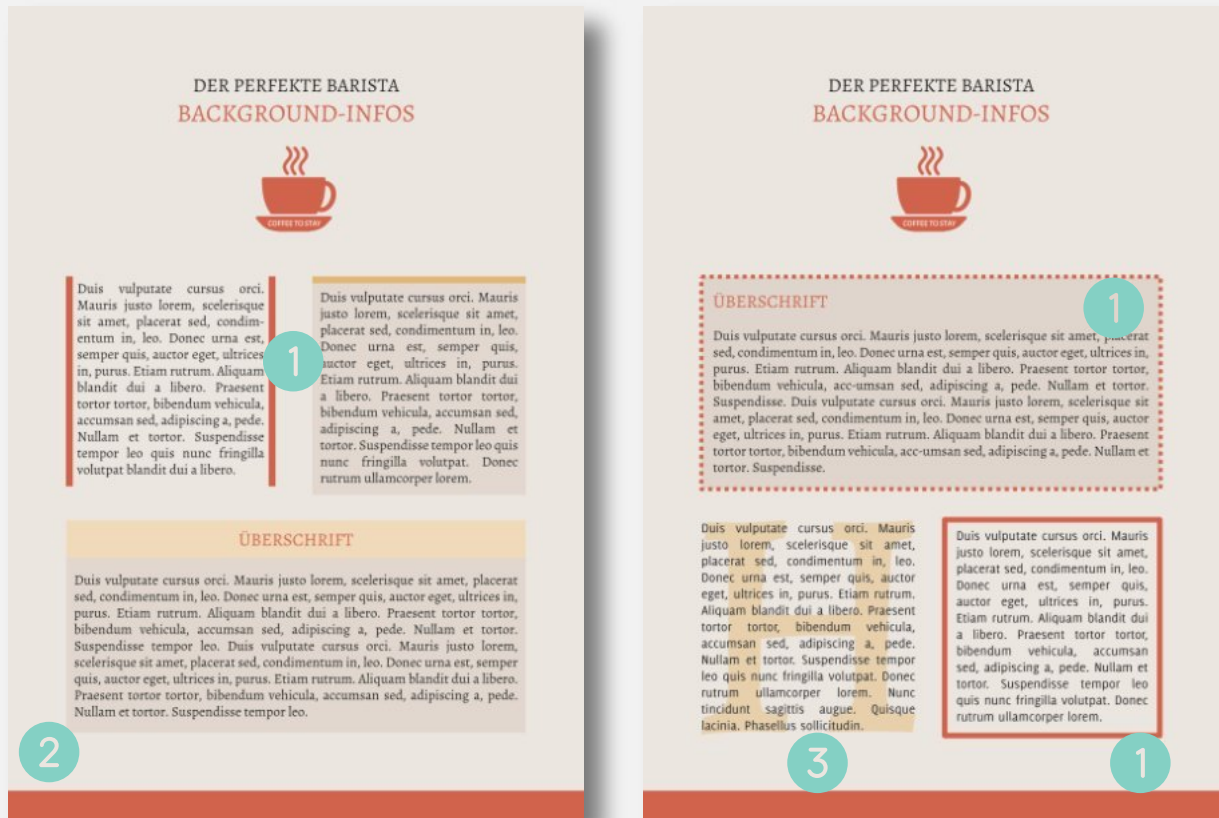 DER PERFEKTE BARISTA
BACKGROUND-INFOS
COFFEE TO STAY
Duis vulputate cursus orci.
Mauris justo lorem, scelerisque
sit amet, placerat sed, condim-
entum in, leo. Donec urna est,
semper quis, auctor eget, ultrices
in, purus. Etiam rutrum. Aliquam
blandit dui a libero. Praesent
tortor tortor, bibendum vehicula,
accumsan sed, adipiscing a, pede.
Nullam et tortor. Suspendisse
tempor leo quis nunc fringilla
volutpat blandit dui a libero.
1
Duis vulputate cursus orci. Mauris
justo lorem, scelerisque sit amet,
placerat sed, condimentum in, leo.
Donec urna est, semper quis,
auctor eget, ultrices in, purus.
Etiam rutrum. Aliquam blandit dui
a libero. Praesent tortor tortor,
bibendum vehicula, accumsan sed,
adipiscing a, pede. Nullam et
tortor. Suspendisse tempor leo quis
nunc fringilla volutpat. Donec
rutrum ullamcorper lorem.
ÜBERSCHRIFT
Duis vulputate cursus orci. Mauris justo lorem, scelerisque sit amet, placerat
sed, condimentum in, leo. Donec urna est, semper quis, auctor eget, ultrices in,
purus. Etiam rutrum. Aliquam blandit dui a libero. Praesent tortor tortor,
bibendum vehicula, accumsan sed, adipiscing a, pede. Nullam et tortor.
Suspendisse tempor leo. Duis vulputate cursus orci. Mauris justo lorem,
scelerisque sit amet, placerat sed, condimentum in, leo. Donec urna est, semper
quis, auctor eget, ultrices in, purus. Etiam rutrum. Aliquam blandit dui a libero.
Praesent tortor tortor, bibendum vehicula, accumsan sed, adipiscing a, pede.
Nullam et tortor. Suspendisse tempor leo.
2
DER PERFEKTE BARISTA
BACKGROUND-INFOS
COFFEE TO STAY
ÜBERSCHRIFT
1
Duis vulputate cursus orci. Mauris justo lorem, scelerisque sit amet, placerat
sed, condimentum in, leo. Donec urna est, semper quis, auctor eget, ultrices in,
purus. Etiam rutrum. Aliquam blandit dui a libero. Praesent tortor tortor,
bibendum vehicula, acc-umsan sed, adipiscing a, pede. Nullam et tortor.
Suspendisse. Duis vulputate cursus orci. Mauris justo lorem, scelerisque sit
amet, placerat sed, condimentum in, leo. Donec urna est, semper quis, auctor
eget, ultrices in, purus. Etiam rutrum. Aliquam blandit dui a libero. Praesent
tortor tortor, bibendum vehicula, acc-umsan sed, adipiscing a, pede. Nullam et
tortor. Suspendisse.
H
Duis vulputate cursus orci. Mauris
justo lorem, scelerisque sit amet,
placerat sed, condimentum in, leo.
Donec urna est, semper quis, auctor
eget, ultrices in, purus. Etiam rutrum.
Aliquam blandit dui a libero. Praesent
tortor tortor, bibendum vehicula,
accumsan sed, adipiscing a, pede.
Nullam et tortor. Suspendisse tempor
leo quis nunc fringilla volutpat. Donec
rutrum ullamcorper lorem. Nunc
tincidunt sagittis augue. Quisque
lacinia. Phasellus sollicitudin.
3
Duis vulputate cursus orci. Mauris
justo lorem, scelerisque sit amet,
placerat sed, condimentum in, leo.
Donec urna est, semper quis,
auctor eget, ultrices in, purus.
Etiam rutrum. Aliquam blandit dui
a libero. Praesent tortor tortor,
bibendum vehicula, accumsan
sed, adipiscing a, pede. Nullam et
tortor. Suspendisse tempor leo
quis nunc fringilla volutpat. Donec
rutrum ullamcorper lorem.
1